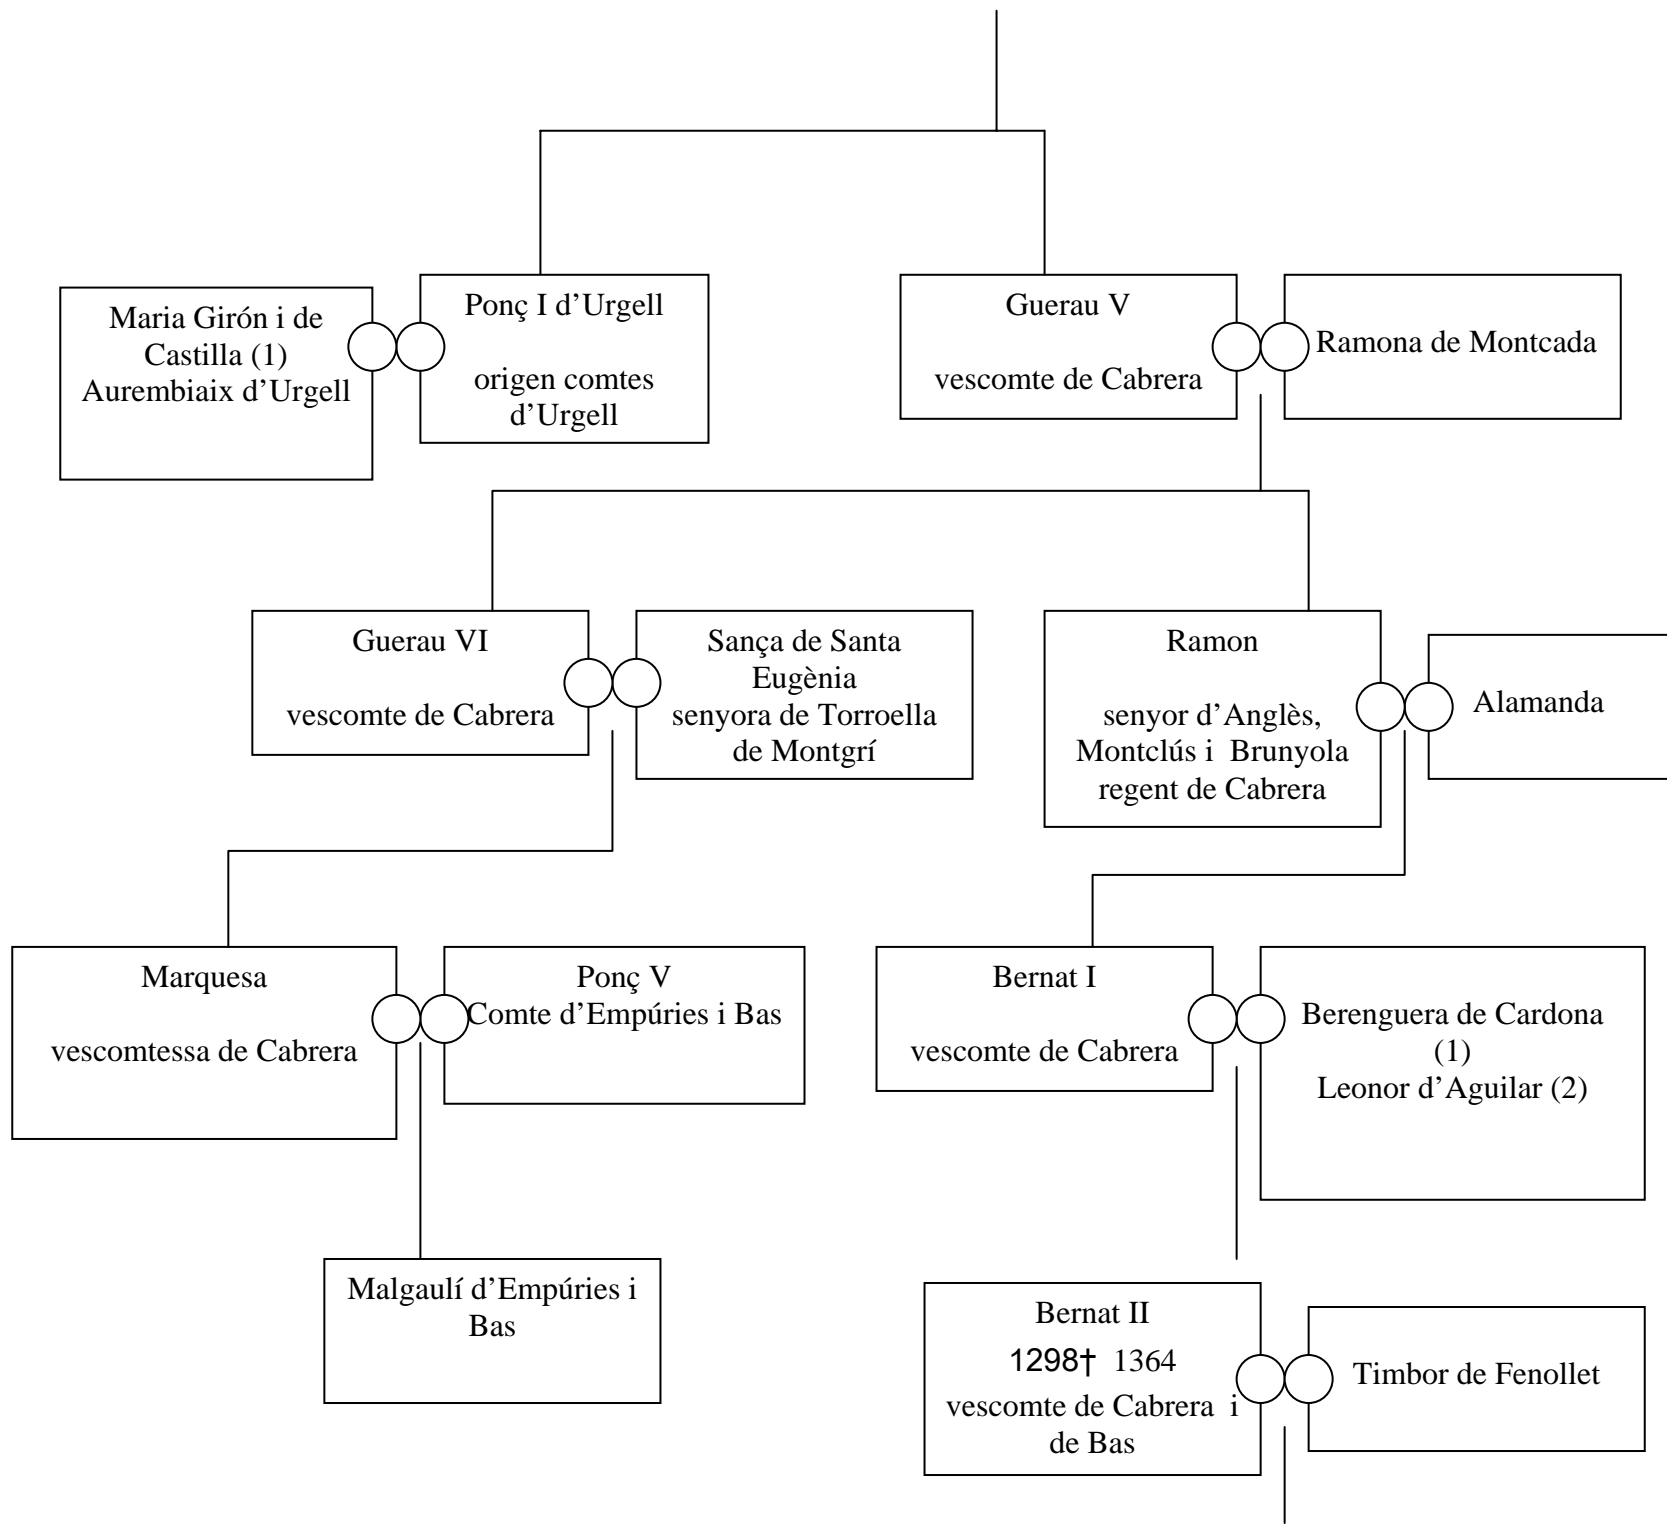 Maria Girón i de
Castilla (1)
Aurembiaix d’Urgell
Ponç I d’Urgell
origen comtes
d’Urgell
Guerau V
vescomte de Cabrera
Ramona de Montcada
Guerau VI
vescomte de Cabrera
Sança de Santa
Eugènia
senyora de Torroella
de Montgrí
Ramon
senyor d’Anglès,
Montclús i Brunyola
regent de Cabrera
Alamanda
Marquesa
vescomtessa de Cabrera
Ponç V
Comte d’Empúries i Bas
Bernat I
vescomte de Cabrera
Berenguera de Cardona
(1)
Leonor d’Aguilar (2)
Malgaulí d’Empúries i
Bas
Bernat II
1298† 1364
vescomte de Cabrera i
de Bas
Timbor de Fenollet